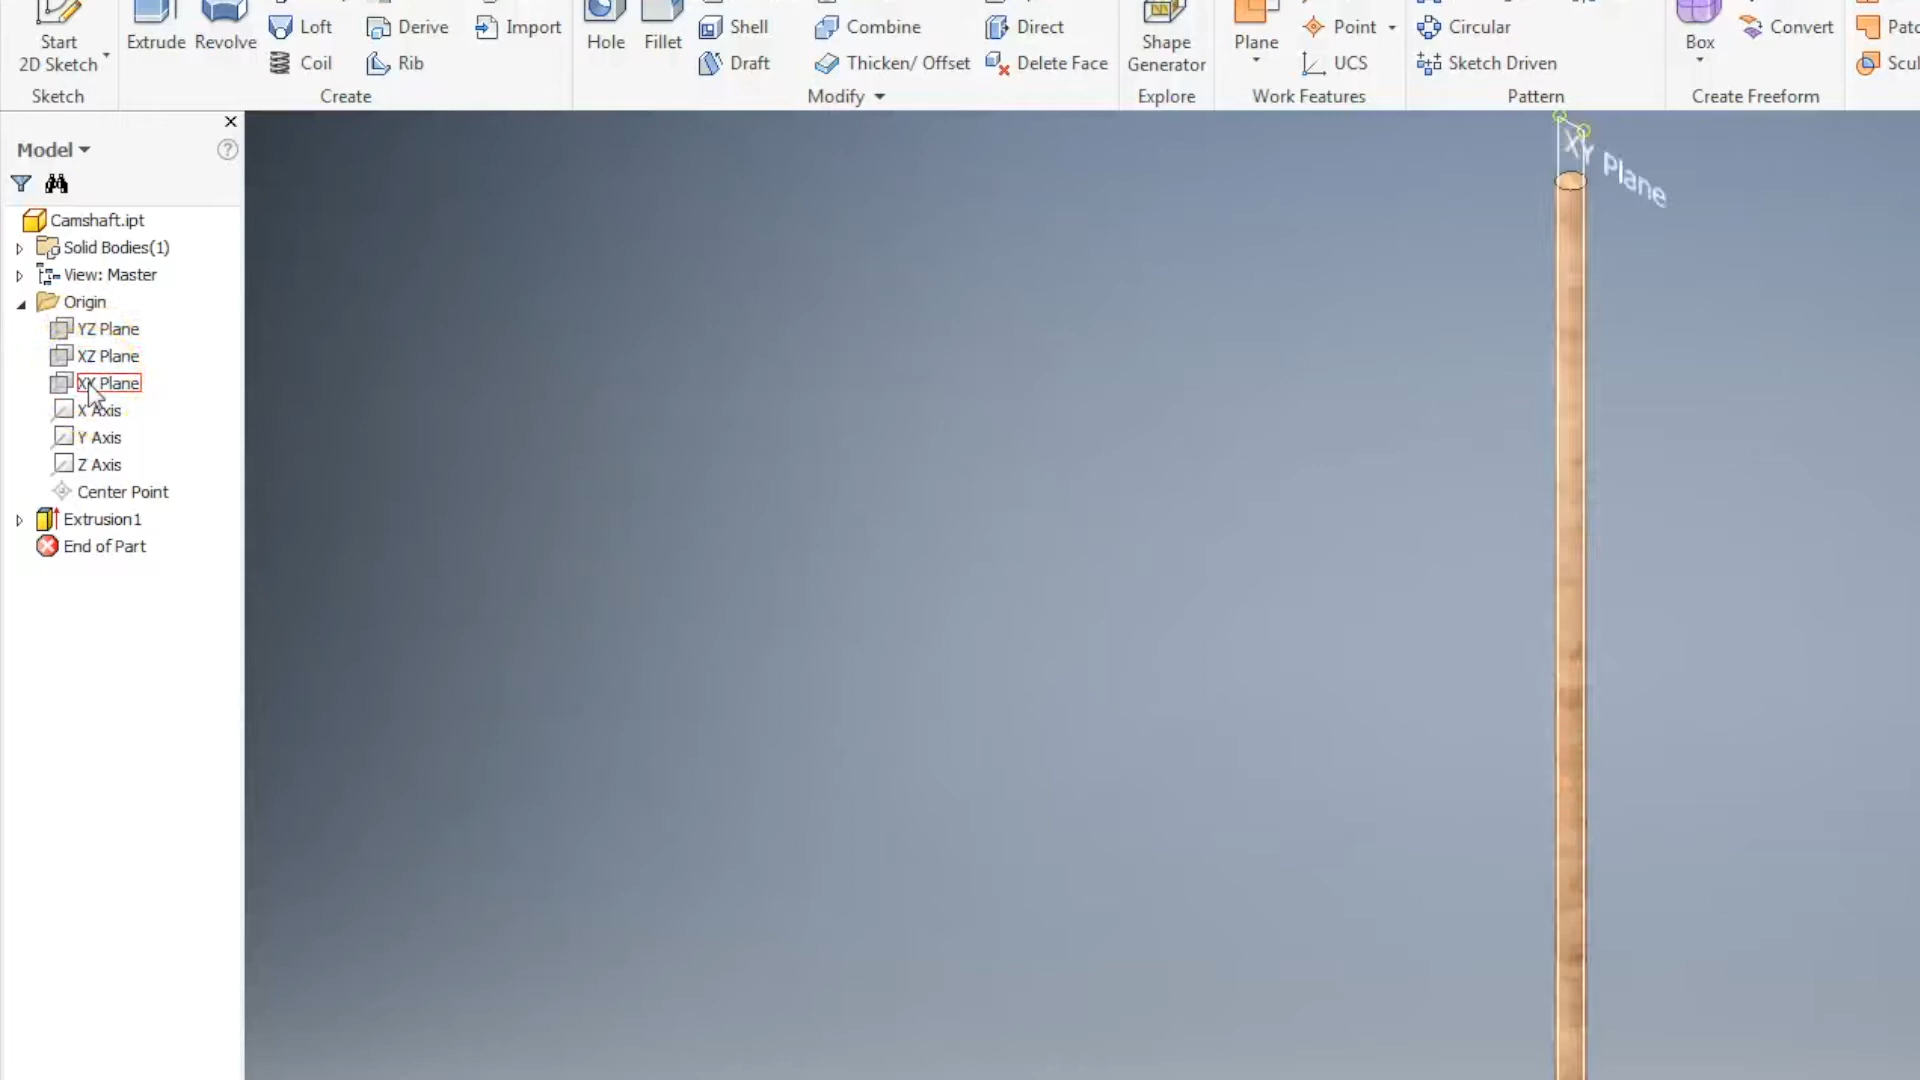 Start
2D Sketch
Extrude
Revolve
Loft
Coil
Derive
Rib
Import
Hole
Fillet
Shell
Draft
Combine
Thicken/ Offset
Direct
Delete Face
Shape
Generator
Plane
Point
UCS
Circular
Sketch Driven
Box
Convert
Sketch
Create
Modify
Explore
Work Features
Pattern
Create Freeform
Model
Camshaft.ipt
Solid Bodies(1)
View: Master
Origin
YZ Plane
XZ Plane
XY Plane
X Axis
Y Axis
Z Axis
Center Point
Extrusion1
End of Part
XY Plane